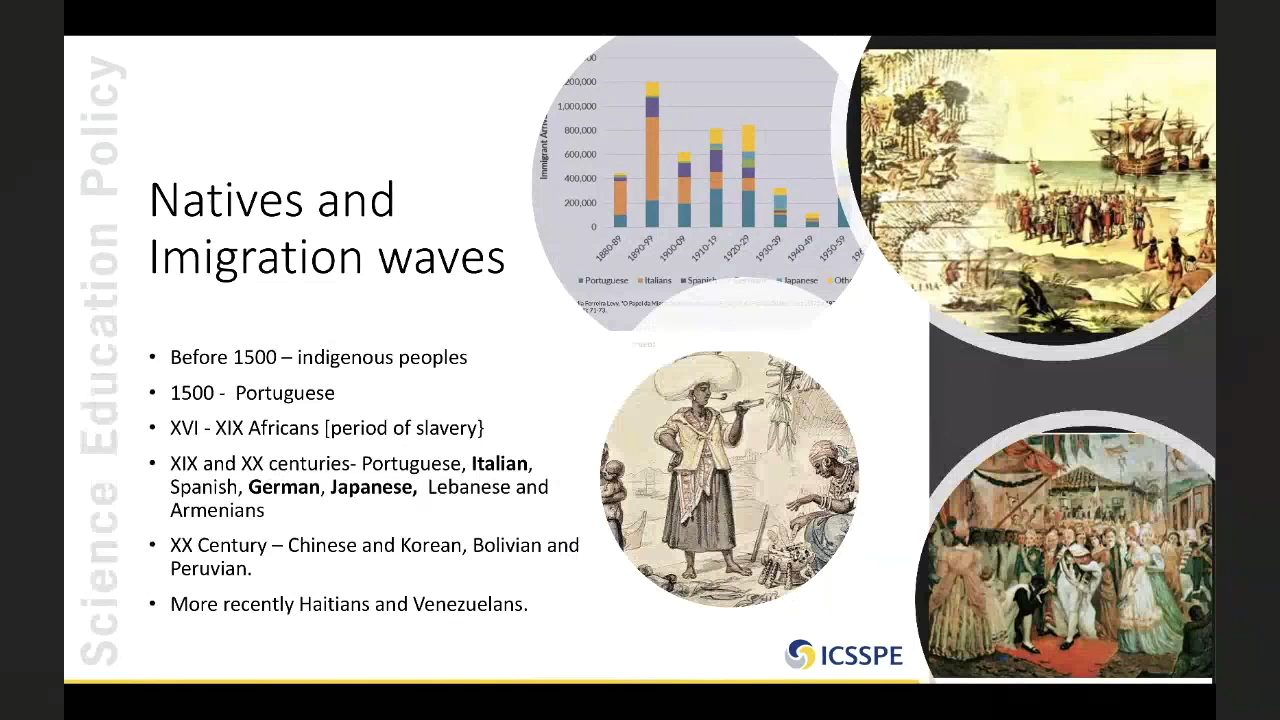 Science Education Policy
Natives and
Imigration waves
• Before 1500 – indigenous peoples
• 1500 - Portuguese
• XVI - XIX Africans [period of slavery}
• XIX and XX centuries- Portuguese, Italian,
Spanish, German, Japanese, Lebanese and
Armenians
• XX Century – Chinese and Korean, Bolivian and
Peruvian.
• More recently Haitians and Venezuelans.
200,000
1,000,000
800,000
600,000
400,000
200,000
0
Immigrant
1880-89
1890-99
1900-09
1910-19
1920-29
1930-39
1940-49
1950-59
Portuguese Italians Spanish Japanese
ICSSPE